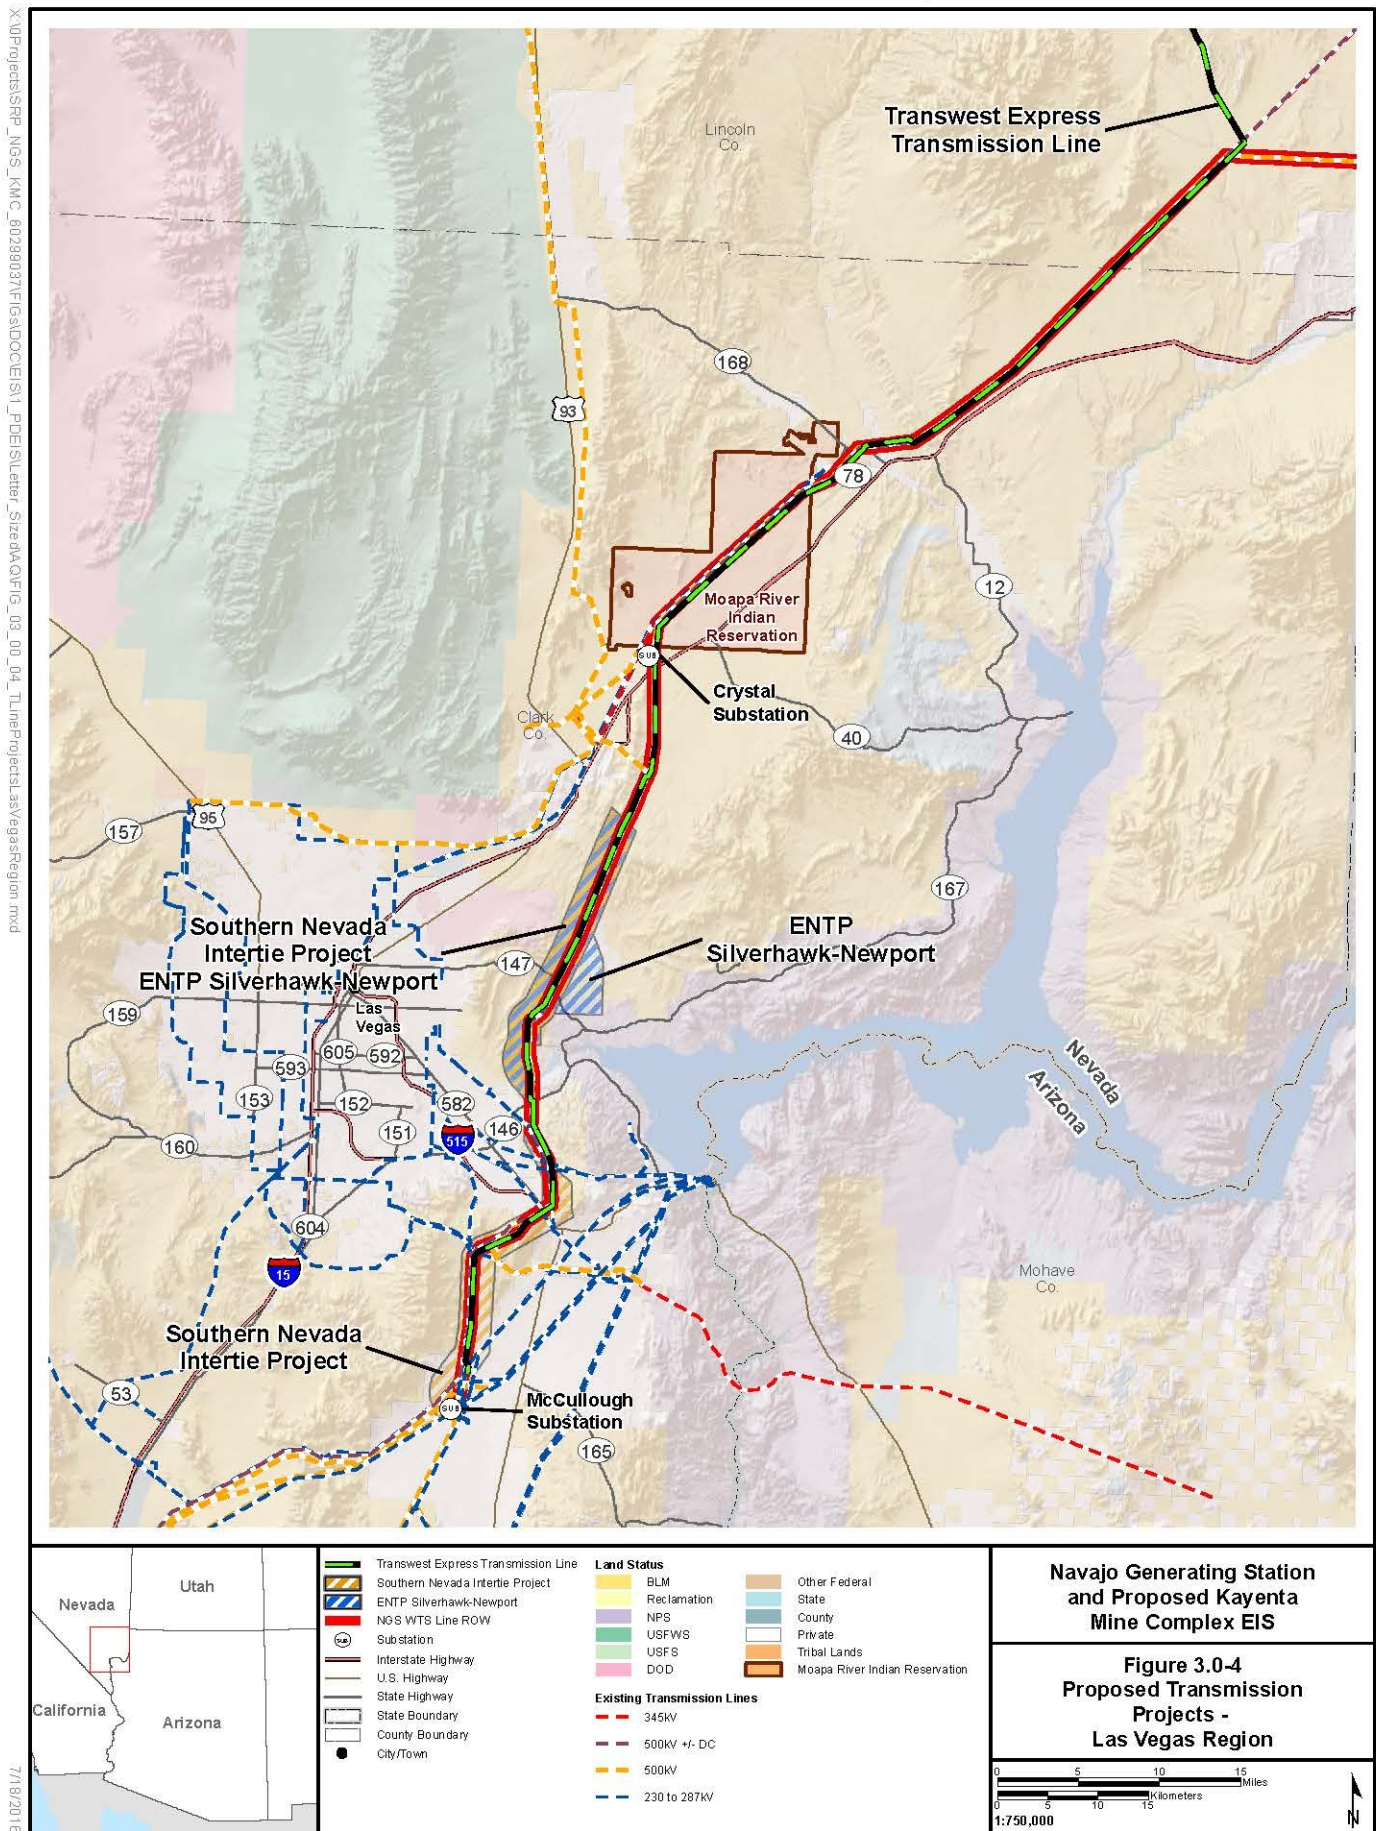 X:\0Projects\SRP_NGS_KMC_60299037\FIGs\DOC\EIS\1_PDEIS\Letter_Sized\AQ\FIG_03_00_04_TLineProjectsLasVegasRegion.mxd
7/18/2016
Lincoln
Co.
Transwest Express
Transmission Line
168
93
78
12
Moapa River
Indian
Reservation
SUB
Crystal
Substation
Clark
Co.
40
95
157
167
Southern Nevada
Intertie Project
ENTP Silverhawk-Newport
ENTP
Silverhawk-Newport
147
159
Las
Vegas
605
592
593
153
152
582
151
515
146
160
Nevada
Arizona
604
15
Mohave
Co.
Southern Nevada
Intertie Project
53
SUB
McCullough
Substation
165
Nevada
Utah
California
Arizona
Transwest Express Transmission Line
Southern Nevada Intertie Project
ENTP Silverhawk-Newport
NGS WTS Line ROW
SUB
Substation
Interstate Highway
U.S. Highway
State Highway
State Boundary
County Boundary
City/Town
Land Status
BLM
Reclamation
NPS
USFWS
USFS
DOD
Other Federal
State
County
Private
Tribal Lands
Moapa River Indian Reservation
Existing Transmission Lines
345kV
500kV +/- DC
500kV
230 to 287kV
Navajo Generating Station
and Proposed Kayenta
Mine Complex EIS
Figure 3.0-4
Proposed Transmission
Projects -
Las Vegas Region
0 5 10 15
Miles
Kilometers
0 5 10 15
1:750,000
N